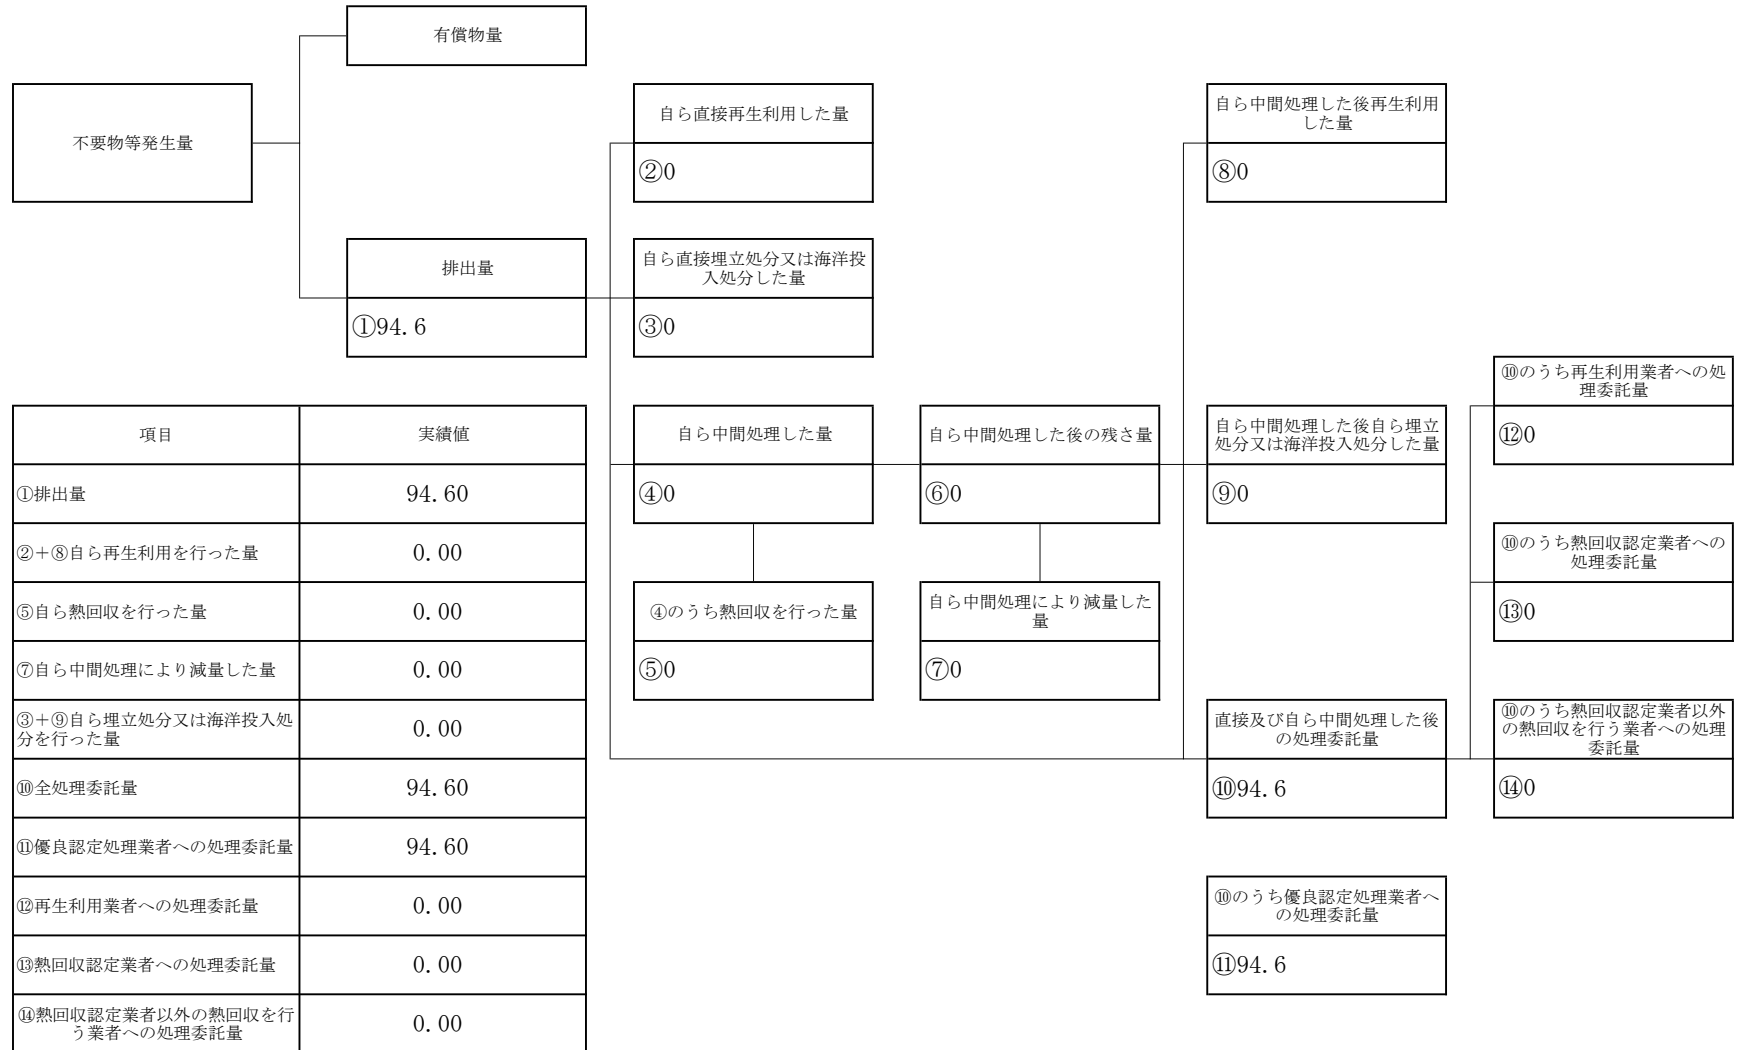 有償物量
不要物等発生量
自ら直接再生利用した量
②0
自ら中間処理した後再生利用
した量
⑧0
排出量
①94.6
自ら直接埋立処分又は海洋投
入処分した量
③0
⑩のうち再生利用業者への処
理委託量
⑫0
自ら中間処理した量
④0
自ら中間処理した後の残さ量
⑥0
自ら中間処理した後自ら埋立
処分又は海洋投入処分した量
⑨0
⑩のうち熱回収認定業者への
処理委託量
⑬0
④のうち熱回収を行った量
⑤0
自ら中間処理により減量した
量
⑦0
直接及び自ら中間処理した後
の処理委託量
⑩94.6
⑩のうち熱回収認定業者以外
の熱回収を行う業者への処理
委託量
⑭0
⑩のうち優良認定処理業者へ
の処理委託量
⑪94.6
項目 実績値
①排出量 94.60
②+⑧自ら再生利用を行った量 0.00
⑤自ら熱回収を行った量 0.00
⑦自ら中間処理により減量した量 0.00
③+⑨自ら埋立処分又は海洋投入処
分を行った量 0.00
⑩全処理委託量 94.60
⑪優良認定処理業者への処理委託量 94.60
⑫再生利用業者への処理委託量 0.00
⑬熱回収認定業者への処理委託量 0.00
⑭熱回収認定業者以外の熱回収を行
う業者への処理委託量 0.00